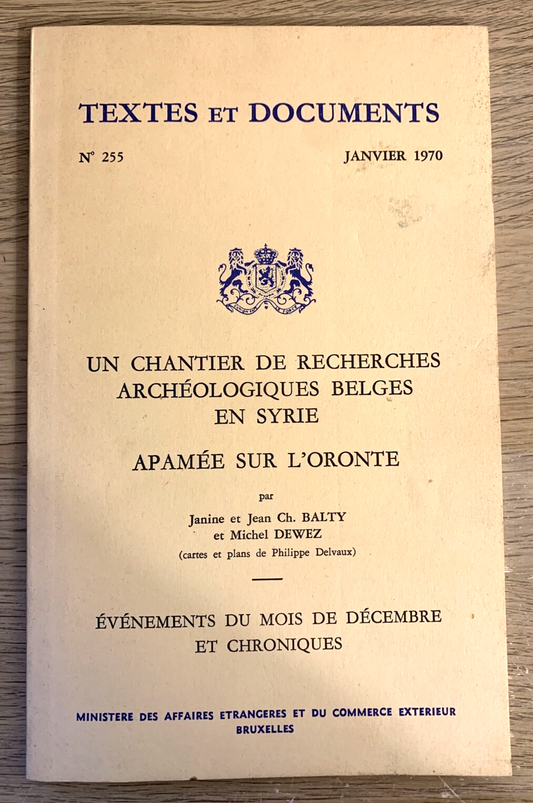 TEXTES ET DOCUMENTS
N° 255 JANVIER 1970
UN CHANTIER DE RECHERCHES
ARCHÉOLOGIQUES BELGES
EN SYRIE
APAMÉE SUR L'ORONTE
par
Janine et Jean Ch. BALTY
et Michel DEWEZ
(cartes et plans de Philippe Delvaux)
ÉVÉNEMENTS DU MOIS DE DÉCEMBRE
ET CHRONIQUES
MINISTERE DES AFFAIRES ETRANGERES ET DU COMMERCE EXTERIEUR
BRUXELLES